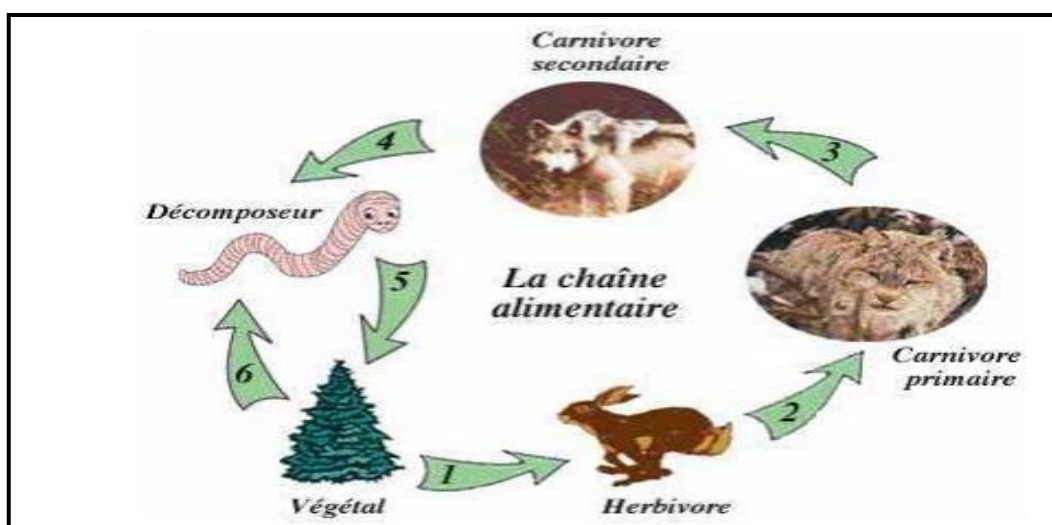 Carnivore
secondaire
4
3
Décomposeur
5
La chaîne
alimentaire
6
Carnivore
primaire
2
1
Végétal
Herbivore